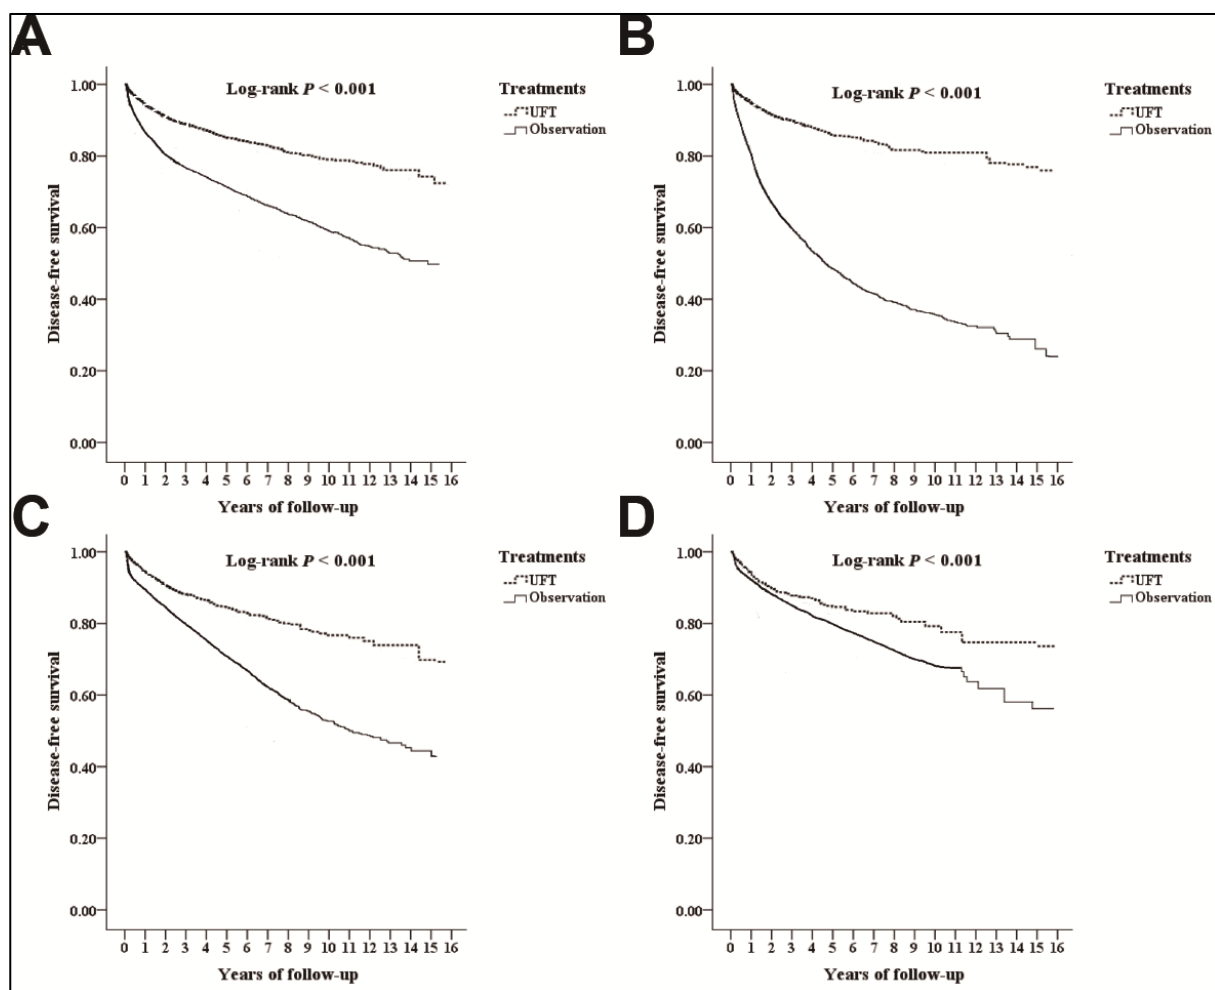 A
Log-rank P < 0.001
Treatments
UFT
Observation
Disease-free survival
1.00
0.80
0.60
0.40
0.20
0.00
0 1 2 3 4 5 6 7 8 9 10 11 12 13 14 15 16
Years of follow-up
B
Log-rank P < 0.001
Treatments
UFT
Observation
Disease-free survival
1.00
0.80
0.60
0.40
0.20
0.00
0 1 2 3 4 5 6 7 8 9 10 11 12 13 14 15 16
Years of follow-up
C
Log-rank P < 0.001
Treatments
UFT
Observation
Disease-free survival
1.00
0.80
0.60
0.40
0.20
0.00
0 1 2 3 4 5 6 7 8 9 10 11 12 13 14 15 16
Years of follow-up
D
Log-rank P < 0.001
Treatments
UFT
Observation
Disease-free survival
1.00
0.80
0.60
0.40
0.20
0.00
0 1 2 3 4 5 6 7 8 9 10 11 12 13 14 15 16
Years of follow-up